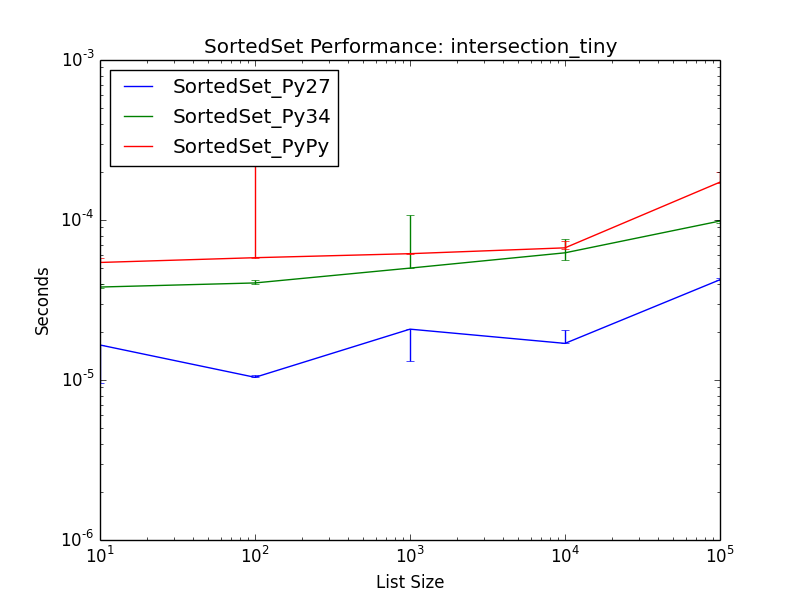 SortedSet Performance: intersection_tiny
10^-3
SortedSet_Py27
SortedSet_Py34
SortedSet_PyPy
10^-4
Seconds
10^-5
10^-6
10^1 10^2 10^3 10^4 10^5
List Size